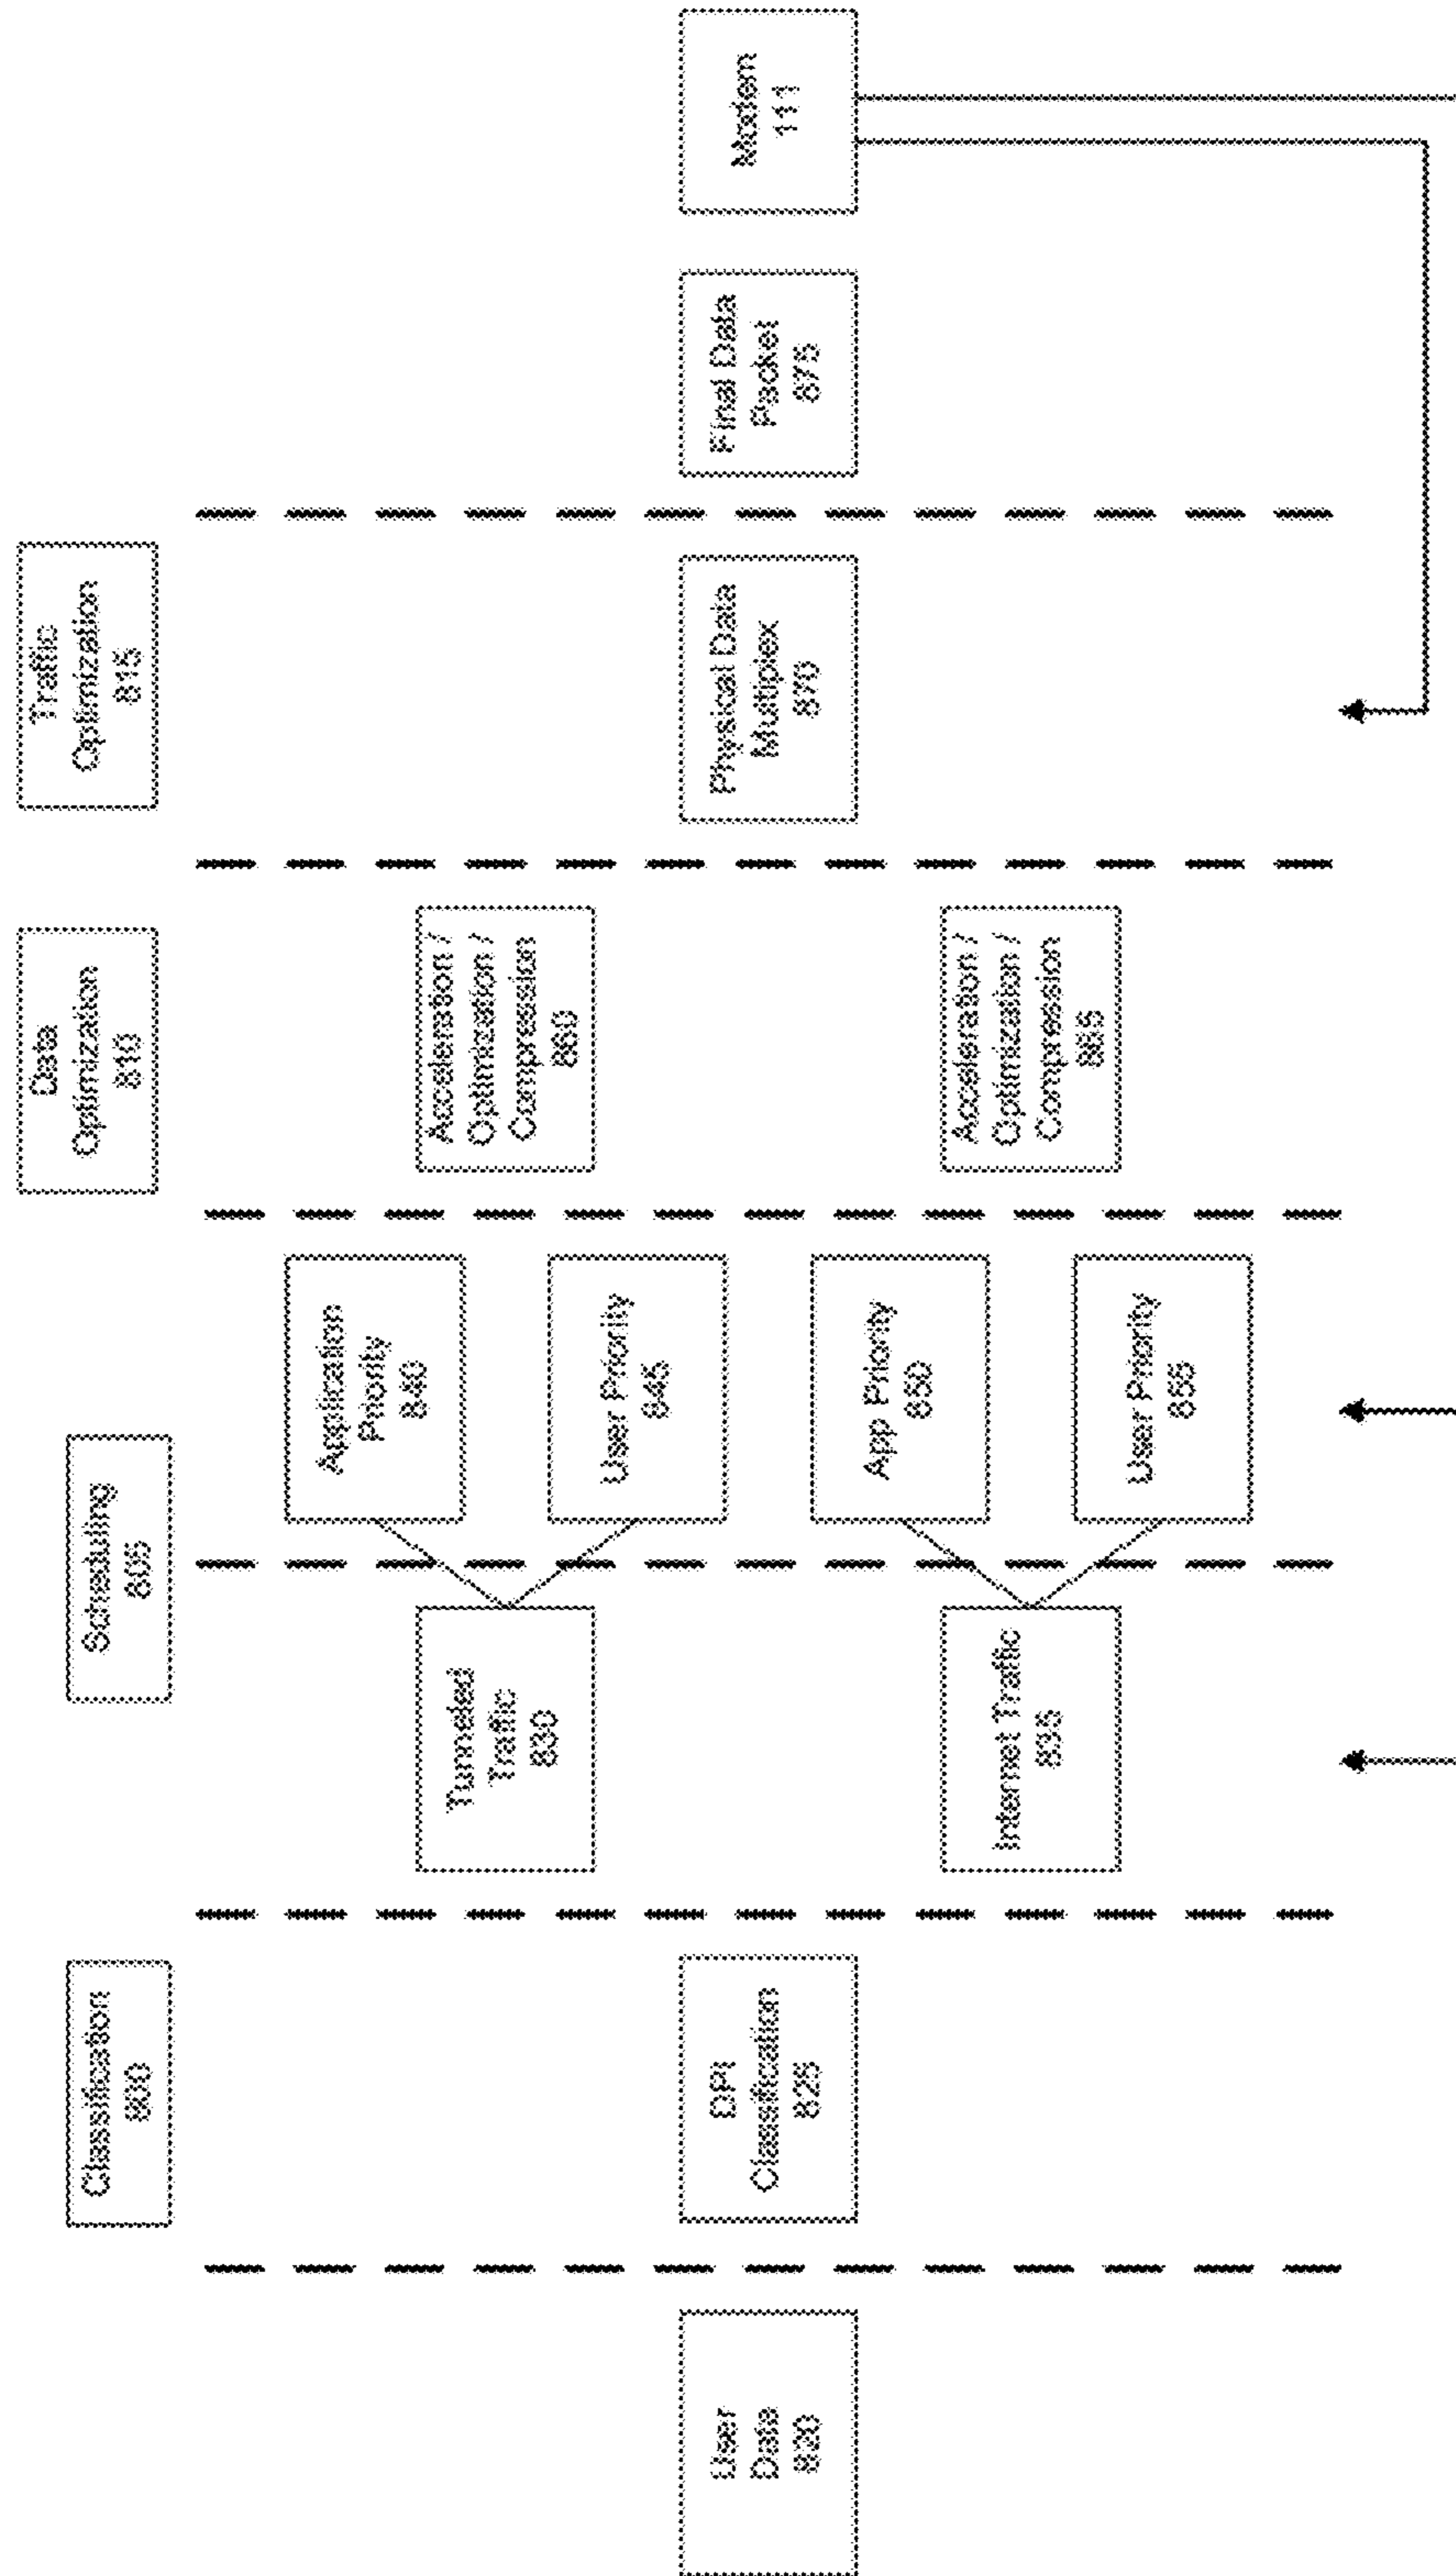 Classification
800
Scheduling
805
Data
Optimization
810
Traffic
Optimization
815
User
Data
820
DPI
Classification
825
Tunneled
Traffic
830
Internet Traffic
835
Application
Priority
840
User Priority
845
App Priority
850
User Priority
855
Acceleration /
Optimization /
Compression
860
Acceleration /
Optimization /
Compression
865
Physical Data
Multiplex
870
Final Data
Packet
875
Modem
111